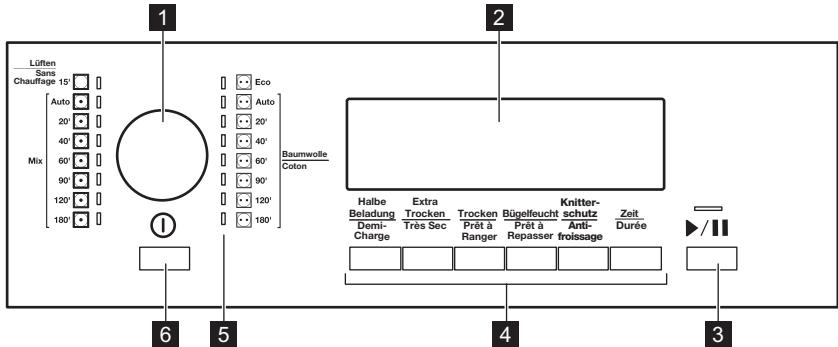 1
2
Lüften
Sans
Chauffage 15'
Auto
20'
40'
Mix 60'
90'
120'
180'
Eco
Auto
20'
40'
60'
90'
120'
180'
Baumwolle
Coton
Halbe
Beladung
Demi-
Charge
Extra
Trocken
Très Sec
Trocken
Prêt à
Ranger
Bügelfeucht
Prêt à
Repasser
Knitter-
schutz
Anti-
froissage
Zeit
Durée
6
5
4
3